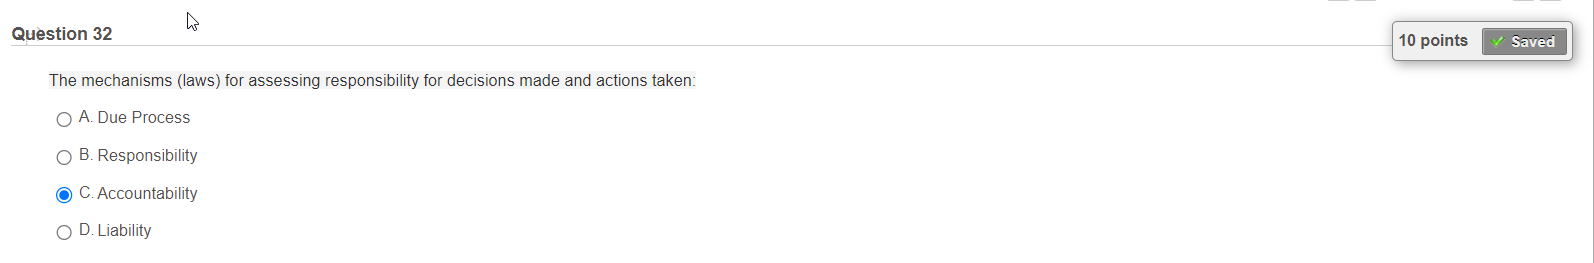 Question 32
10 points Saved
The mechanisms (laws) for assessing responsibility for decisions made and actions taken:
A. Due Process
B. Responsibility
C. Accountability
D. Liability